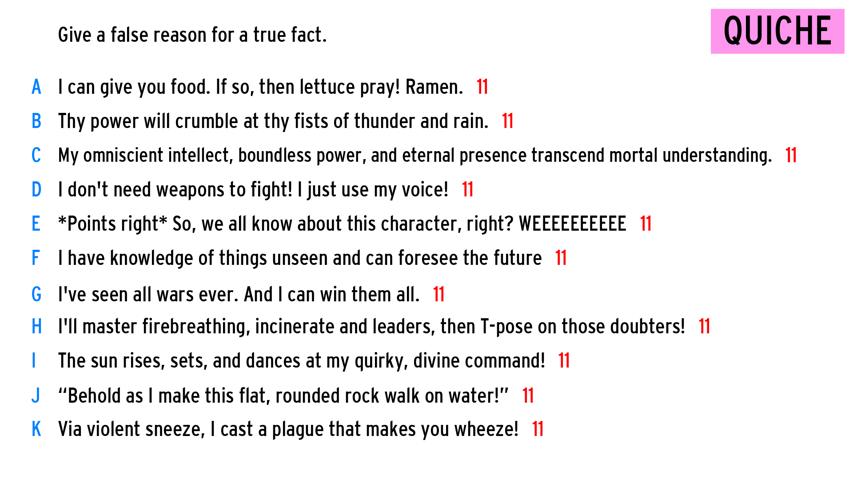 QUICHE
Give a false reason for a true fact.
A I can give you food. If so, then lettuce pray! Ramen. 11
B Thy power will crumble at thy fists of thunder and rain. 11
C My omniscient intellect, boundless power, and eternal presence transcend mortal understanding. 11
D I don't need weapons to fight! I just use my voice! 11
E *Points right* So, we all know about this character, right? WEEEEEEEEEE 11
F I have knowledge of things unseen and can foresee the future 11
G I've seen all wars ever. And I can win them all. 11
H I'll master firebreathing, incinerate and leaders, then T-pose on those doubters! 11
I The sun rises, sets, and dances at my quirky, divine command! 11
J “Behold as I make this flat, rounded rock walk on water!” 11
K Via violent sneeze, I cast a plague that makes you wheeze! 11